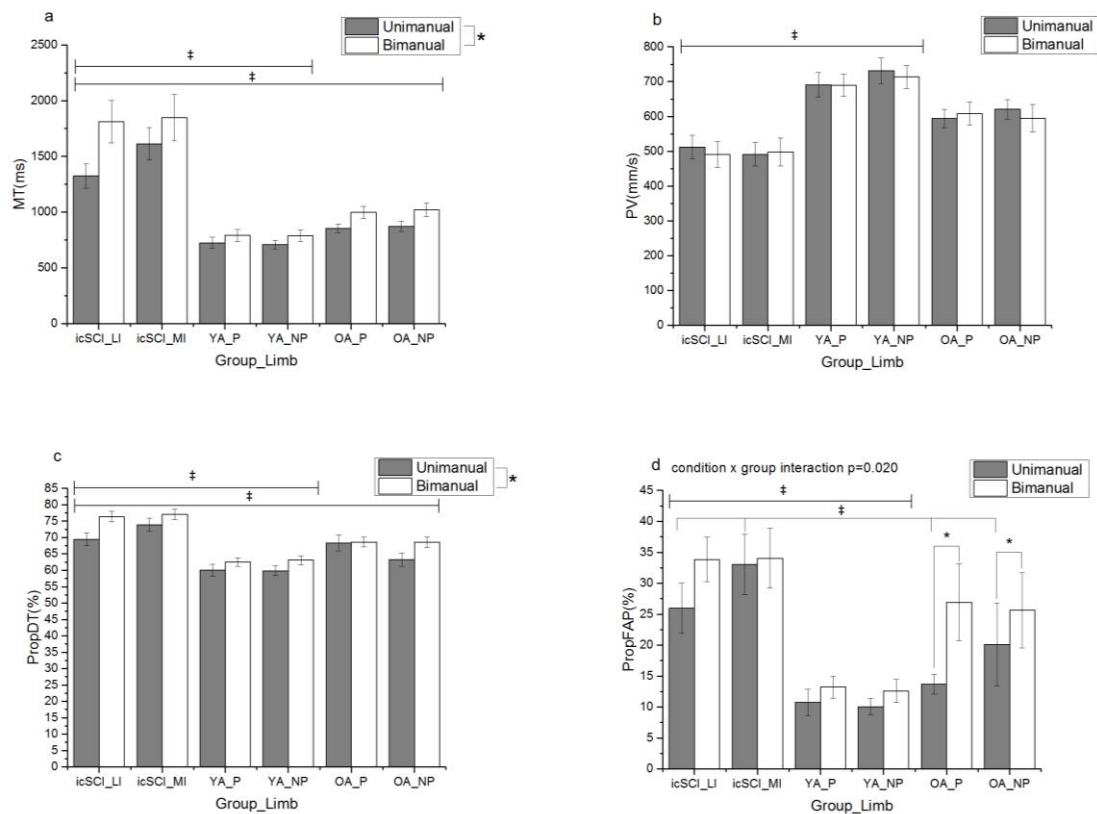 a
Unimanual
Bimanual
*
‡
‡
2500
2000
1500
1000
500
0
MT(ms)
icSCI_LI
icSCI_MI
YA_P
YA_NP
OA_P
OA_NP
Group_Limb
b
Unimanual
Bimanual
‡
800
700
600
500
400
300
200
100
0
PV(mm/s)
icSCI_LI
icSCI_MI
YA_P
YA_NP
OA_P
OA_NP
Group_Limb
c
Unimanual
Bimanual
*
‡
‡
85
80
75
70
65
60
55
50
45
40
35
30
25
20
15
10
5
0
PropDT(%)
icSCI_LI
icSCI_MI
YA_P
YA_NP
OA_P
OA_NP
Group_Limb
d
condition x group interaction p=0.020
Unimanual
Bimanual
‡
‡
*
*
45
40
35
30
25
20
15
10
5
0
PropFAP(%)
icSCI_LI
icSCI_MI
YA_P
YA_NP
OA_P
OA_NP
Group_Limb